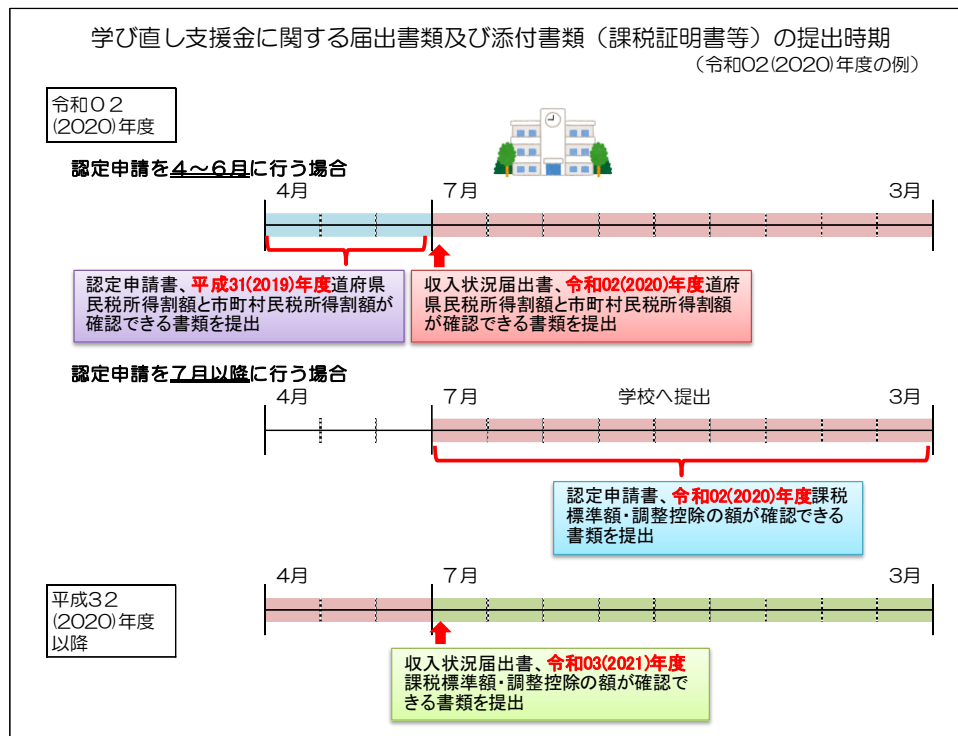 学び直し支援金に関する届出書類及び添付書類（課税証明書等）の提出時期
（令和０２(２０２０)年度の例）
令和０２
(２０２０)年度
認定申請を４～６月に行う場合
４月
７月
３月
認定申請書、平成31(2019)年度道府県
民税所得割額と市町村民税所得割額が
確認できる書類を提出
収入状況届出書、令和02(2020)年度道府
県民税所得割額と市町村民税所得割額
が確認できる書類を提出
認定申請を７月以降に行う場合
４月
７月
学校へ提出
３月
認定申請書、令和02(2020)年度課税
標準額・調整控除の額が確認できる
書類を提出
４月
７月
３月
平成３２
(２０２０)年度
以降
収入状況届出書、令和03(2021)年度
課税標準額・調整控除の額が確認で
きる書類を提出